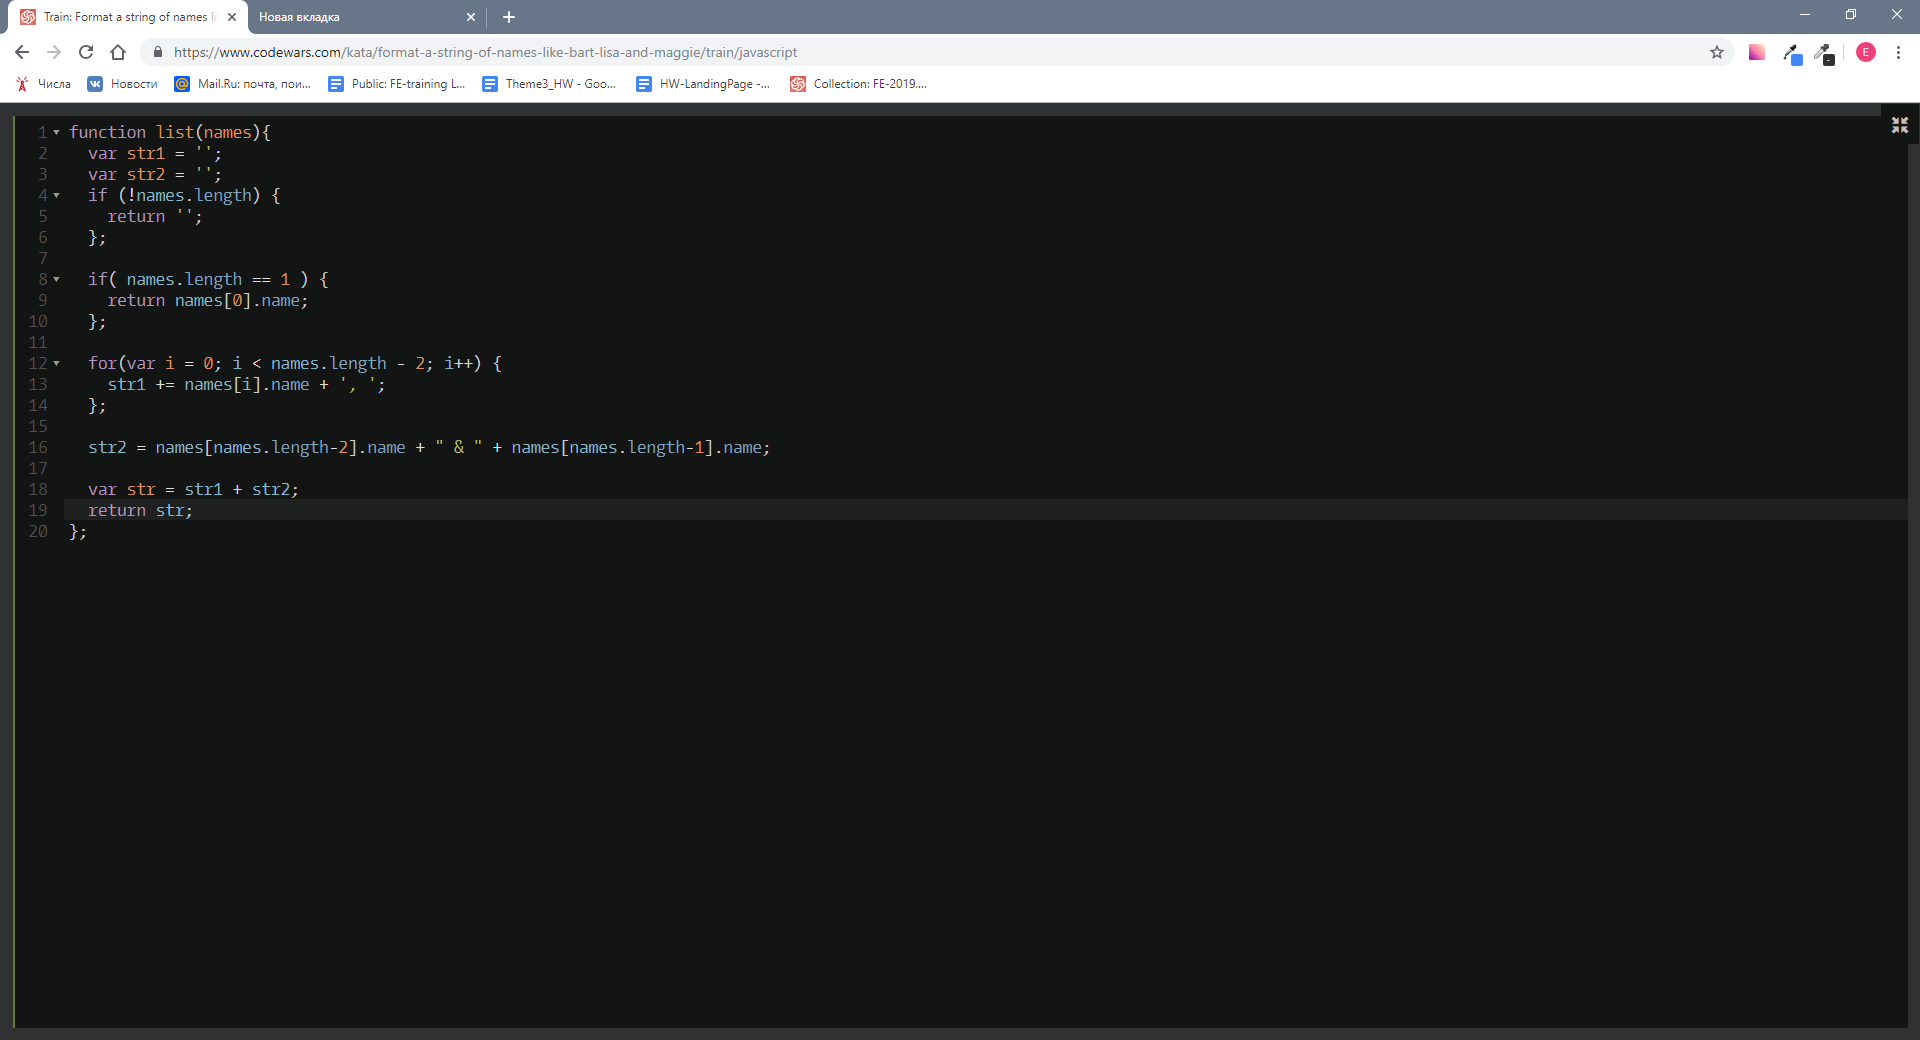 Train: Format a string of names li
Новая вкладка
https://www.codewars.com/kata/format-a-string-of-names-like-bart-lisa-and-maggie/train/javascript
E
Числа Новости Mail.Ru: почта, пои... Public: FE-training L... Theme3_HW - Goo... HW-LandingPage -... Collection: FE-2019....
1 function list(names){
2 var str1 = '';
3 var str2 = '';
4 if (!names.length) {
5 return '';
6 };
7
8 if( names.length == 1 ) {
9 return names[0].name;
10 };
11
12 for(var i = 0; i < names.length - 2; i++) {
13 str1 += names[i].name + ', ';
14 };
15
16 str2 = names[names.length-2].name + " & " + names[names.length-1].name;
17
18 var str = str1 + str2;
19 return str;
20 };